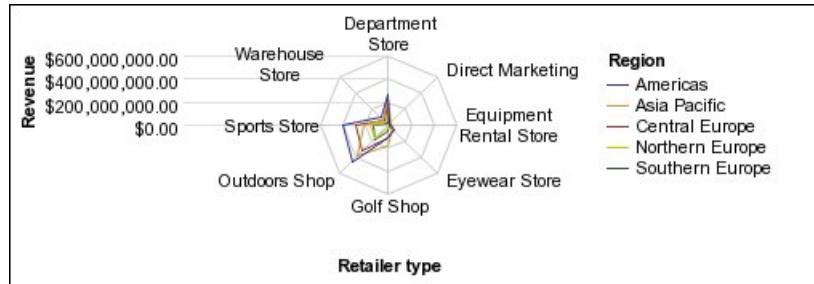 Department
Store
Warehouse
Store
Direct Marketing
Sports Store
Equipment
Rental Store
Outdoors Shop
Eyewear Store
Golf Shop
Revenue
$600,000,000.00
$400,000,000.00
$200,000,000.00
$0.00
Retailer type
Region
Americas
Asia Pacific
Central Europe
Northern Europe
Southern Europe